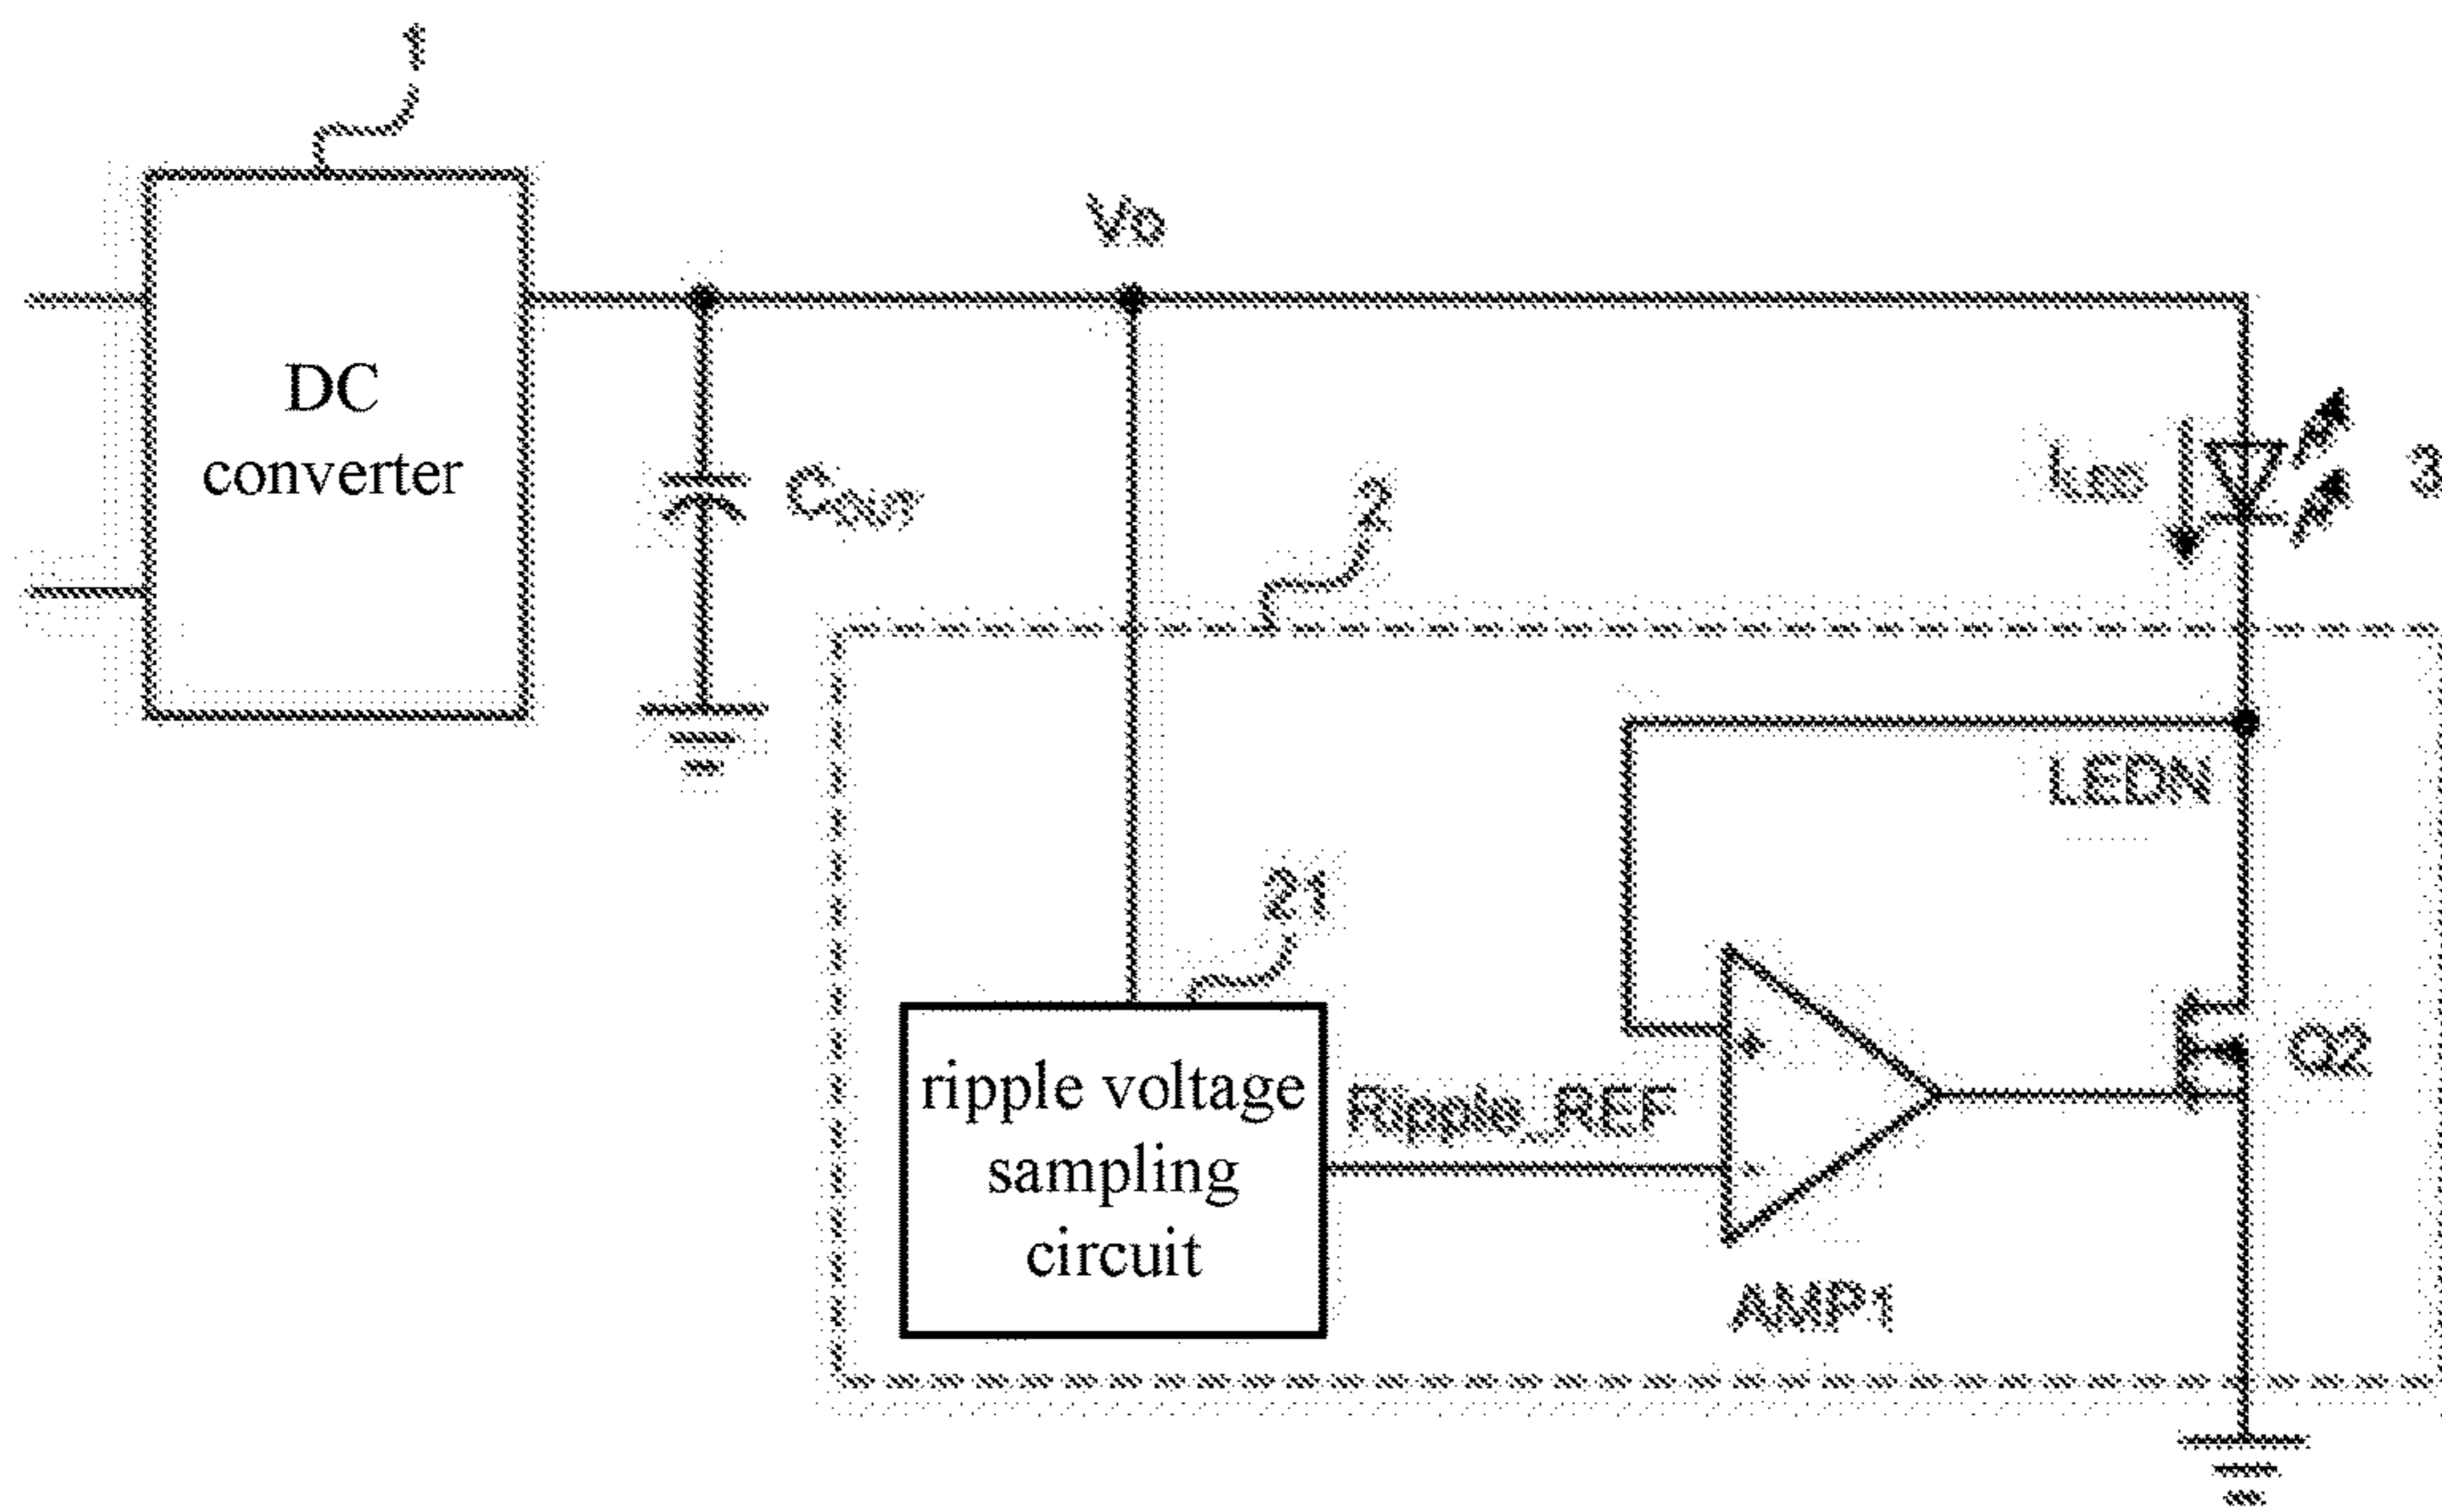 1
Vo
DC
converter
COUT
2
ILED
3
LEDN
21
ripple voltage
sampling
circuit
Ripple_REF
+
-
Q2
AMP1